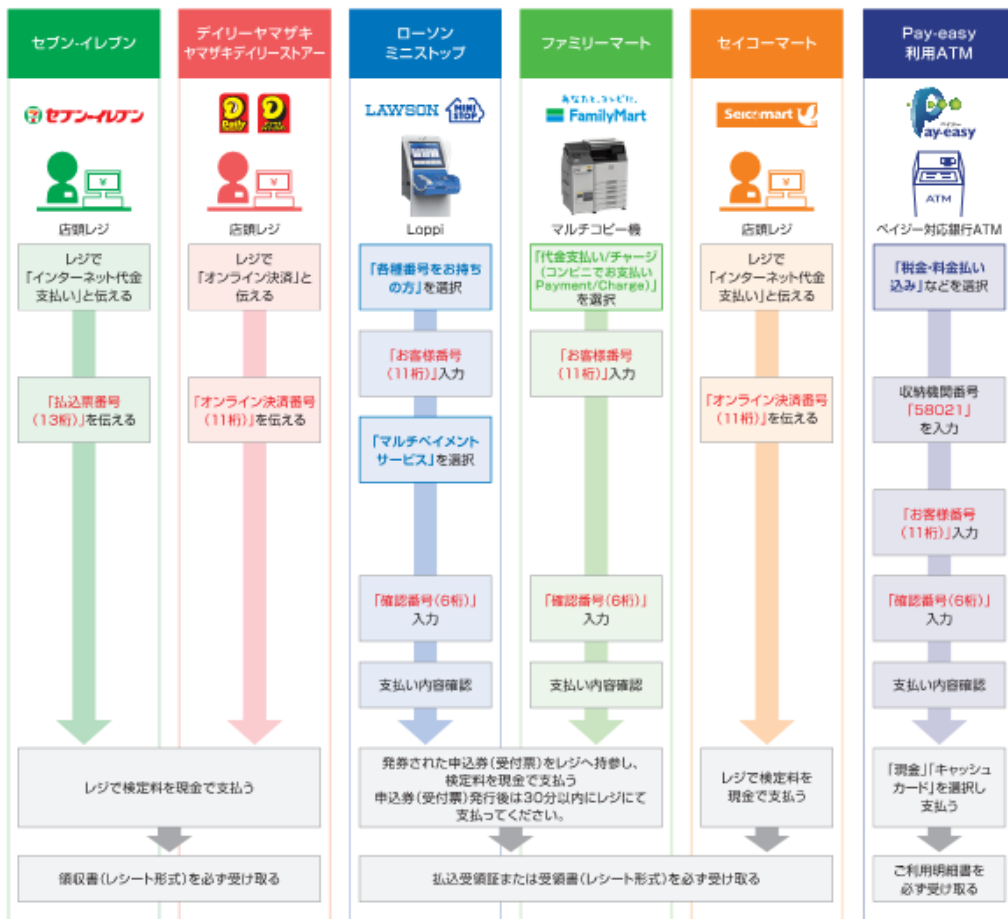 セブン-イレブン
デイリーヤマザキ
ヤマザキデイリーストアー
ローソン
ミニストップ
ファミリーマート
セイコーマート
Pay-easy
利用ATM
セブン-イレブン
Daily
LAWSON
MINI
STOP
あなたと、コンビに、
FamilyMart
Seicomart
ペイジー
Pay-easy
¥
¥
¥
ATM
店頭レジ
店頭レジ
Loppi
マルチコピー機
店頭レジ
ペイジー対応銀行ATM
レジで
「インターネット代金
支払い」と伝える
「払込票番号
(13桁)」を伝える
レジで
「オンライン決済」と
伝える
「オンライン決済番号
(11桁)」を伝える
レジで検定料を現金で支払う
領収書(レシート形式)を必ず受け取る
「各種番号をお持ち
の方」を選択
「お客様番号
(11桁)」入力
「マルチペイメント
サービス」を選択
「確認番号(6桁)」
入力
支払い内容確認
「代金支払い/チャージ
(コンビニでお支払い
Payment/Charge)」
を選択
「お客様番号
(11桁)」入力
「確認番号(6桁)」
入力
支払い内容確認
発券された申込券(受付票)をレジへ持参し、
検定料を現金で支払う
申込券(受付票)発行後は30分以内にレジにて
支払ってください。
レジで
「インターネット代金
支払い」と伝える
「オンライン決済番号
(11桁)」を伝える
レジで検定料を
現金で支払う
払込受領証または受領書(レシート形式)を必ず受け取る
「税金・料金払い
込み」などを選択
収納機関番号
「58021」
を入力
「お客様番号
(11桁)」入力
「確認番号(6桁)」
入力
支払い内容確認
「現金」「キャッシュ
カード」を選択し
支払う
ご利用明細書を
必ず受け取る